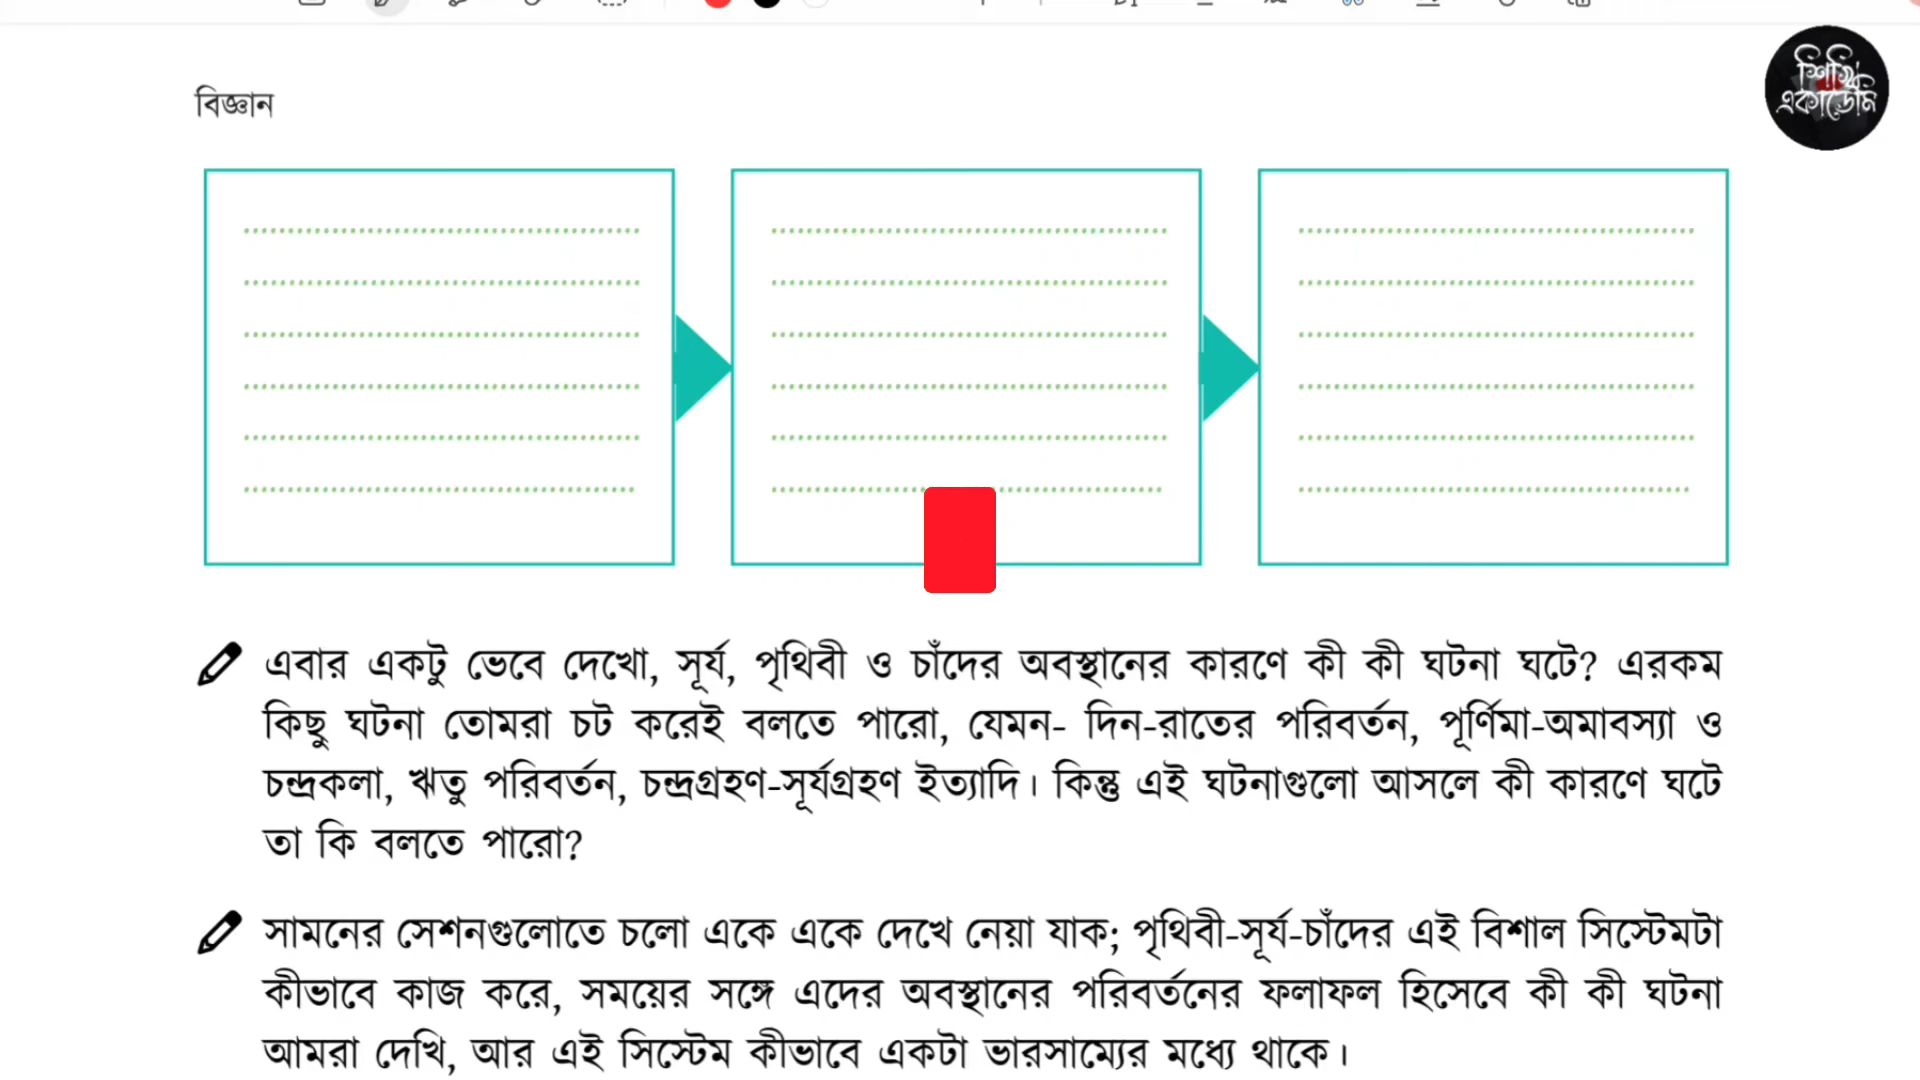 শিখি
একাডেমি
বিজ্ঞান
এবার একটু ভেবে দেখো, সূর্য, পৃথিবী ও চাঁদের অবস্থানের কারণে কী কী ঘটনা ঘটে? এরকম
কিছু ঘটনা তোমরা চট করেই বলতে পারো, যেমন- দিন-রাতের পরিবর্তন, পূর্ণিমা-অমাবস্যা ও
চন্দ্রকলা, ঋতু পরিবর্তন, চন্দ্রগ্রহণ-সূর্যগ্রহণ ইত্যাদি। কিন্তু এই ঘটনাগুলো আসলে কী কারণে ঘটে
তা কি বলতে পারো?
সামনের সেশনগুলোতে চলো একে একে দেখে নেয়া যাক; পৃথিবী-সূর্য-চাঁদের এই বিশাল সিস্টেমটা
কীভাবে কাজ করে, সময়ের সঙ্গে এদের অবস্থানের পরিবর্তনের ফলাফল হিসেবে কী কী ঘটনা
আমরা দেখি, আর এই সিস্টেম কীভাবে একটা ভারসাম্যের মধ্যে থাকে।